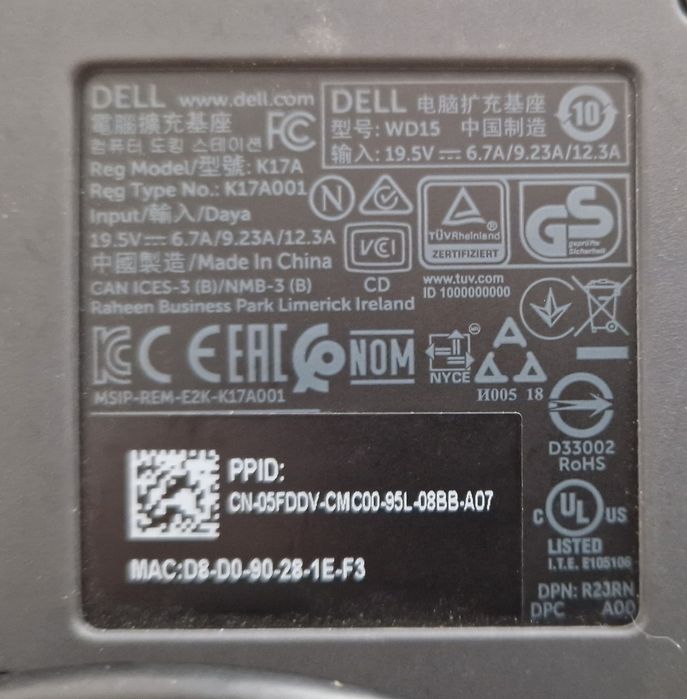 DELL www.dell.com
電腦擴充基座
컴퓨터 도킹 스테이션
FC
Reg Model/型號: K17A
Reg Type No.: K17A001
Input/輸入/Daya
19.5V⎓ 6.7A/9.23A/12.3A
中國製造/Made In China
CAN ICES-3 (B)/NMB-3 (B)
Raheen Business Park Limerick Ireland
DELL 电脑扩充基座
型号: WD15 中国制造
输入: 19.5V⎓ 6.7A/9.23A/12.3A
10
N
VCCI
CD
TÜVRheinland
ZERTIFIZIERT
www.tuv.com
ID 1000000000
GS
geprüfte
Sicherheit
KC CE EAC NOM
NYCE
MSIP-REM-E2K-K17A001
И005 18
D33002
RoHS
PPID:
CN-05FDDV-CMC00-95L-08BB-A07
MAC:D8-D0-90-28-1E-F3
c UL US
LISTED
I.T.E. E105106
DPN: R2JRN
DPC A00